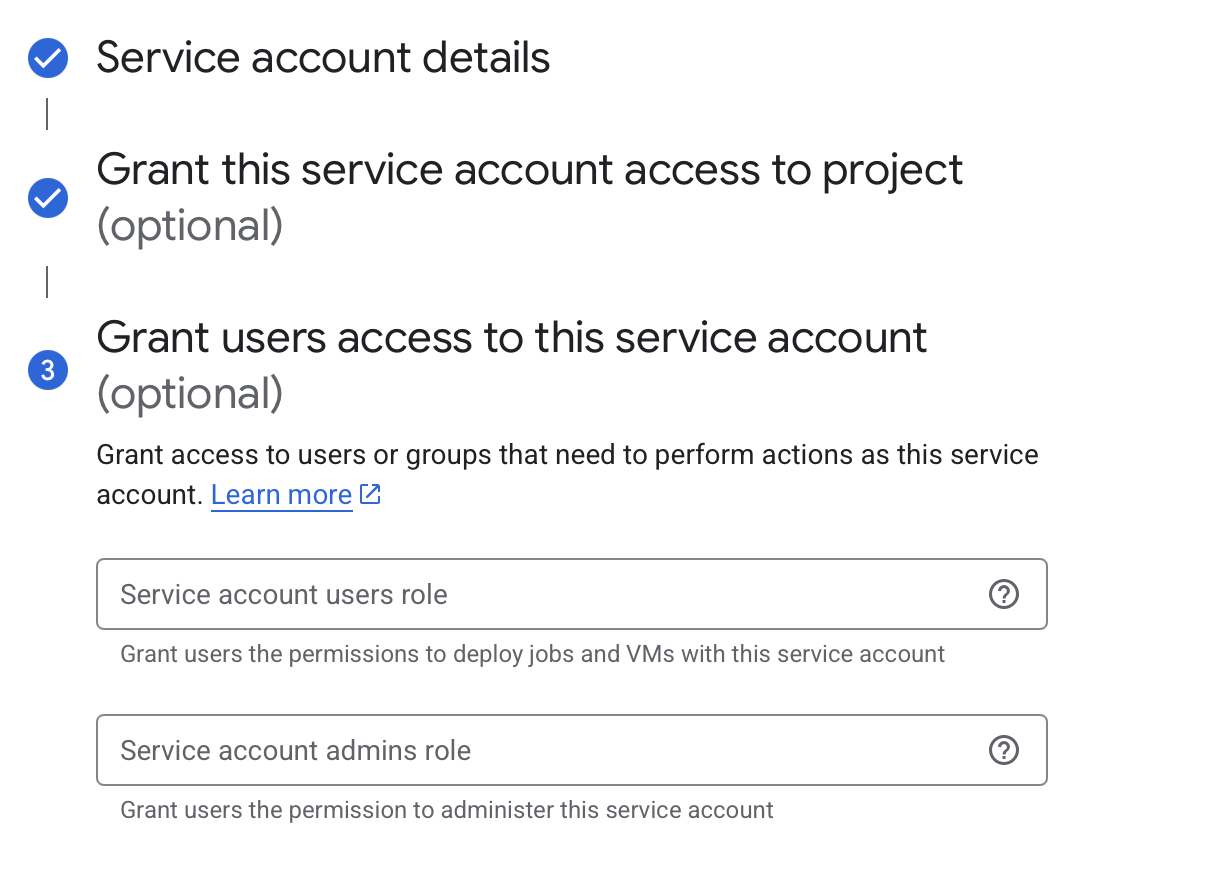 Service account details
Grant this service account access to project
(optional)
3
Grant users access to this service account
(optional)
Grant access to users or groups that need to perform actions as this service
account. Learn more
Service account users role
Grant users the permissions to deploy jobs and VMs with this service account
Service account admins role
Grant users the permission to administer this service account